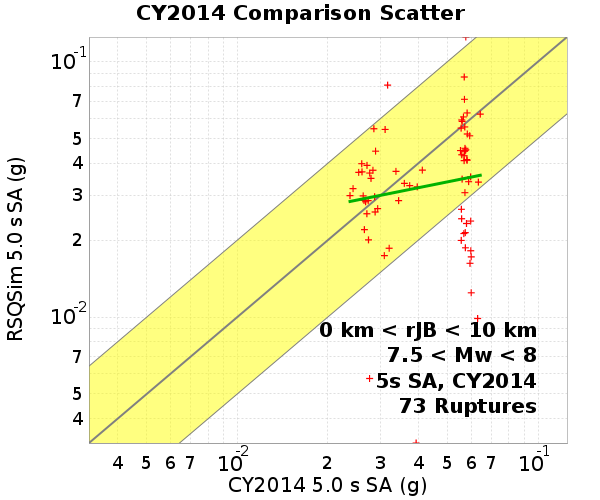 CY2014 Comparison Scatter
RSQSim 5.0 s SA (g)
10-1
7
5
4
3
2
10-2
7
5
4
0 km < rJB < 10 km
7.5 < Mw < 8
5s SA, CY2014
73 Ruptures
4 5 6 7 10-2 2 3 4 5 6 7 10-1
CY2014 5.0 s SA (g)